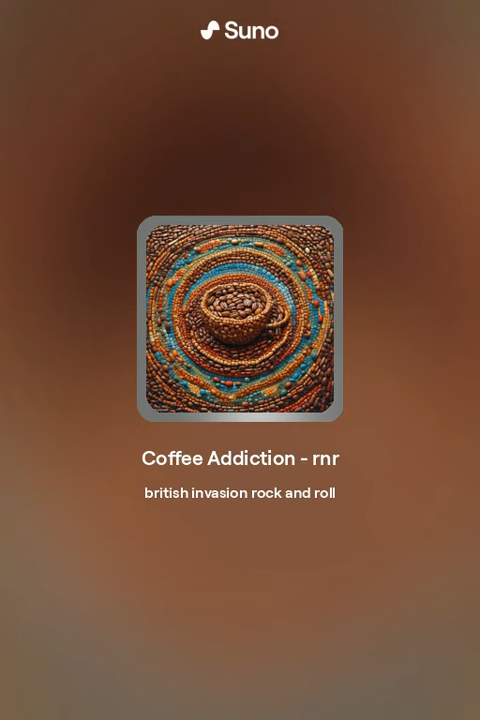 Suno
Coffee Addiction - rnr
british invasion rock and roll